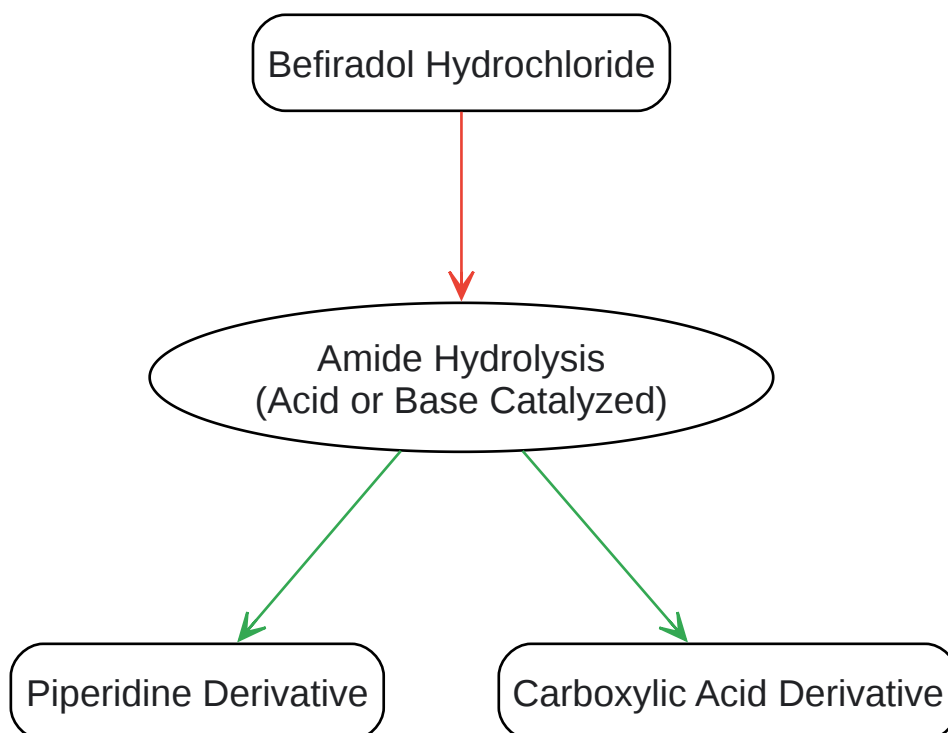 Befiradol Hydrochloride
Amide Hydrolysis
(Acid or Base Catalyzed)
Piperidine Derivative
Carboxylic Acid Derivative